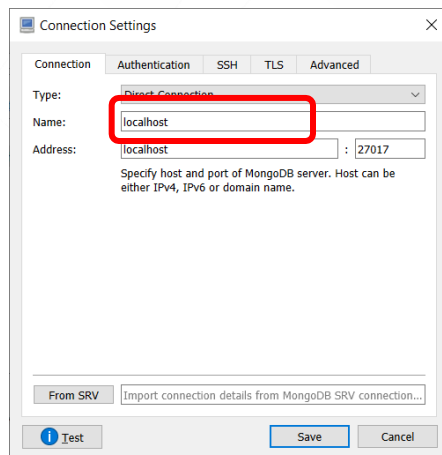 Connection Settings
Connection Authentication SSH TLS Advanced
Type: Direct Connection
Name: localhost
Address: localhost : 27017
Specify host and port of MongoDB server. Host can be
either IPv4, IPv6 or domain name.
From SRV Import connection details from MongoDB SRV connection...
Test Save Cancel